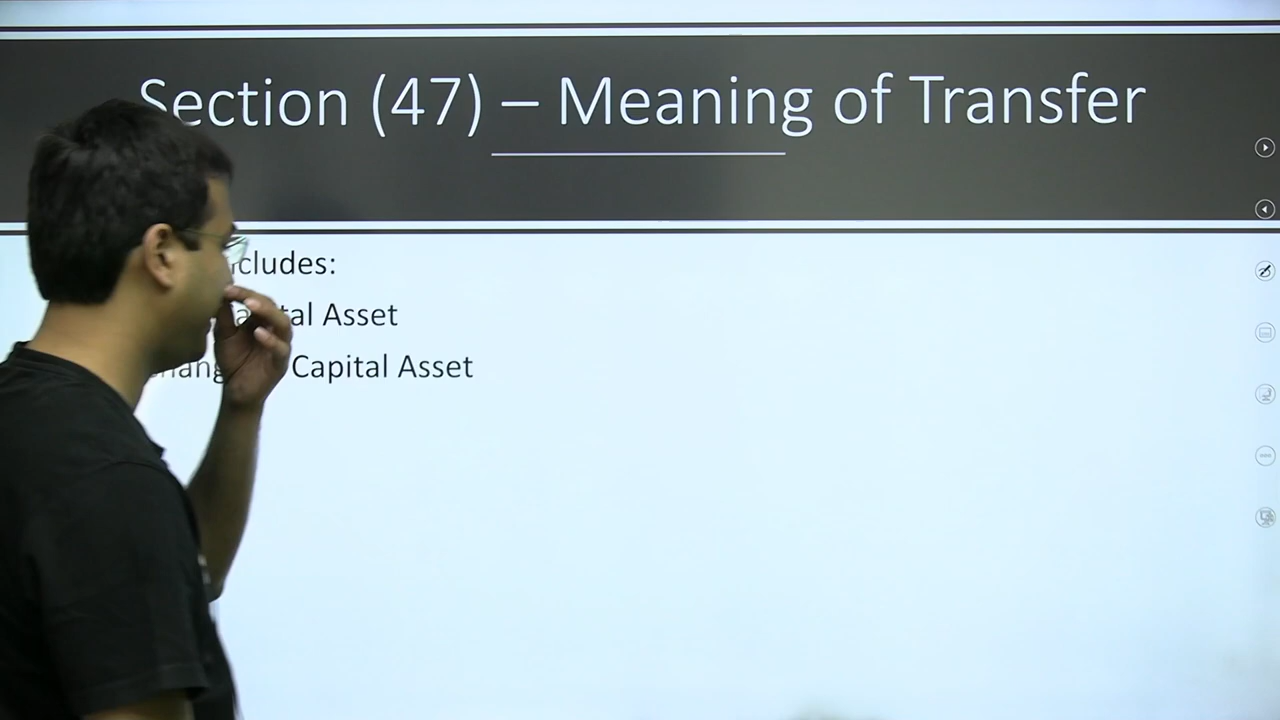 Section (47) – Meaning of Transfer
cludes:
tal Asset
Capital Asset